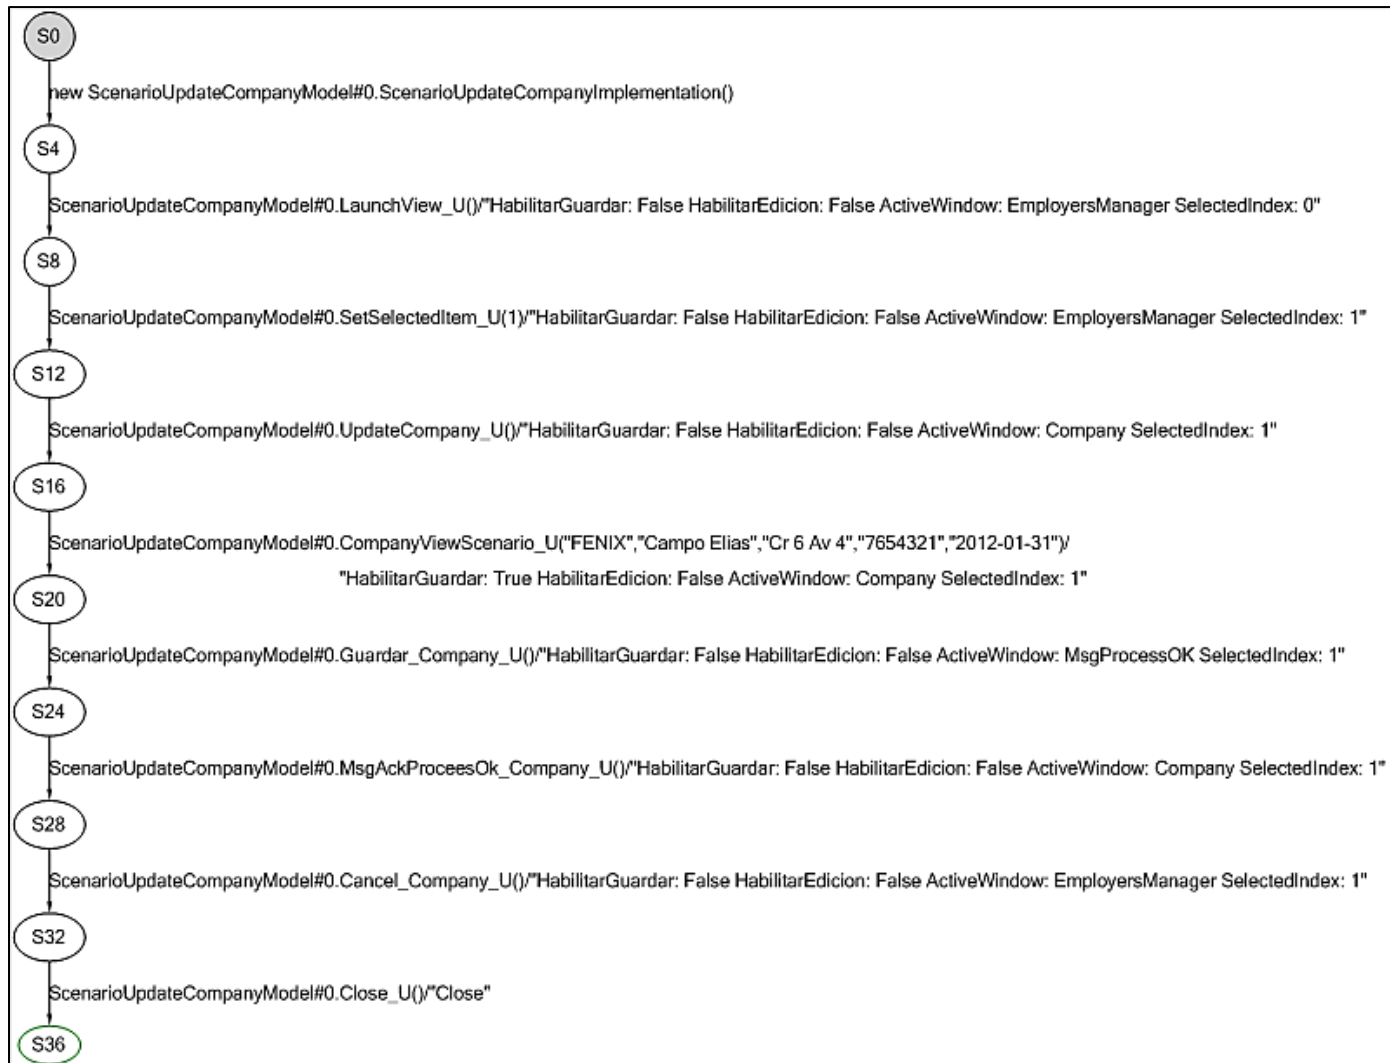 S0
new ScenarioUpdateCompanyModel#0.ScenarioUpdateCompanyImplementation()
S4
ScenarioUpdateCompanyModel#0.LaunchView_U()/"HabilitarGuardar: False HabilitarEdicion: False ActiveWindow: EmployersManager SelectedIndex: 0"
S8
ScenarioUpdateCompanyModel#0.SetSelectedItem_U(1)/"HabilitarGuardar: False HabilitarEdicion: False ActiveWindow: EmployersManager SelectedIndex: 1"
S12
ScenarioUpdateCompanyModel#0.UpdateCompany_U()/"HabilitarGuardar: False HabilitarEdicion: False ActiveWindow: Company SelectedIndex: 1"
S16
ScenarioUpdateCompanyModel#0.CompanyViewScenario_U("FENIX","Campo Elias","Cr 6 Av 4","7654321","2012-01-31")/
"HabilitarGuardar: True HabilitarEdicion: False ActiveWindow: Company SelectedIndex: 1"
S20
ScenarioUpdateCompanyModel#0.Guardar_Company_U()/"HabilitarGuardar: False HabilitarEdicion: False ActiveWindow: MsgProcessOK SelectedIndex: 1"
S24
ScenarioUpdateCompanyModel#0.MsgAckProceesOk_Company_U()/"HabilitarGuardar: False HabilitarEdicion: False ActiveWindow: Company SelectedIndex: 1"
S28
ScenarioUpdateCompanyModel#0.Cancel_Company_U()/"HabilitarGuardar: False HabilitarEdicion: False ActiveWindow: EmployersManager SelectedIndex: 1"
S32
ScenarioUpdateCompanyModel#0.Close_U()/"Close"
S36